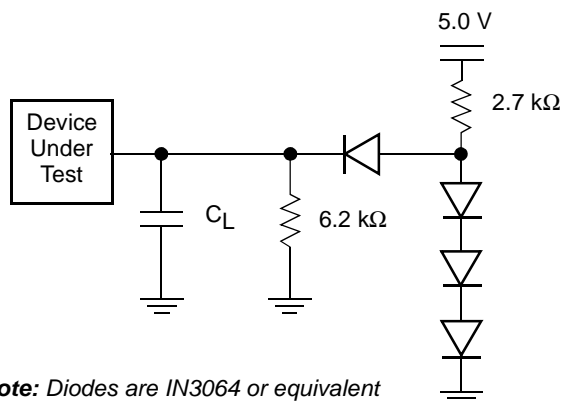 5.0 V
2.7 kΩ
Device
Under
Test
CL
6.2 kΩ
ote: Diodes are IN3064 or equivalent